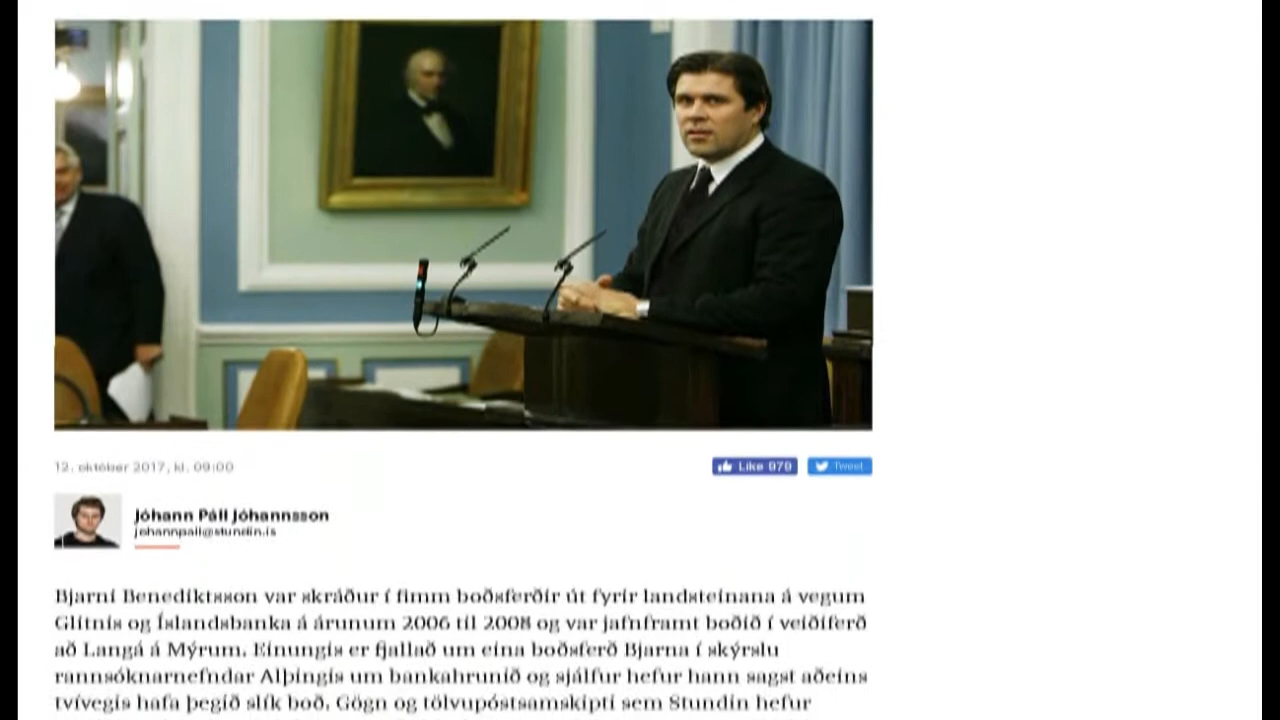 12. október 2017, kl. 09:00
Like 979
Tweet
Jóhann Páll Jóhannsson
johannpall@stundin.is
Bjarni Benediktsson var skráður í fimm boðsferðir út fyrir landsteinana á vegum
Glitnis og Íslandsbanka á árunum 2006 til 2008 og var jafnframt boðið í veiðiferð
að Langá á Mýrum. Einungis er fjallað um eina boðsferð Bjarna í skýrslu
rannsóknarnefndar Alþingis um bankahrunið og sjálfur hefur hann sagst aðeins
tvívegis hafa þegið slík boð. Gögn og tölvupóstsamskipti sem Stundin hefur